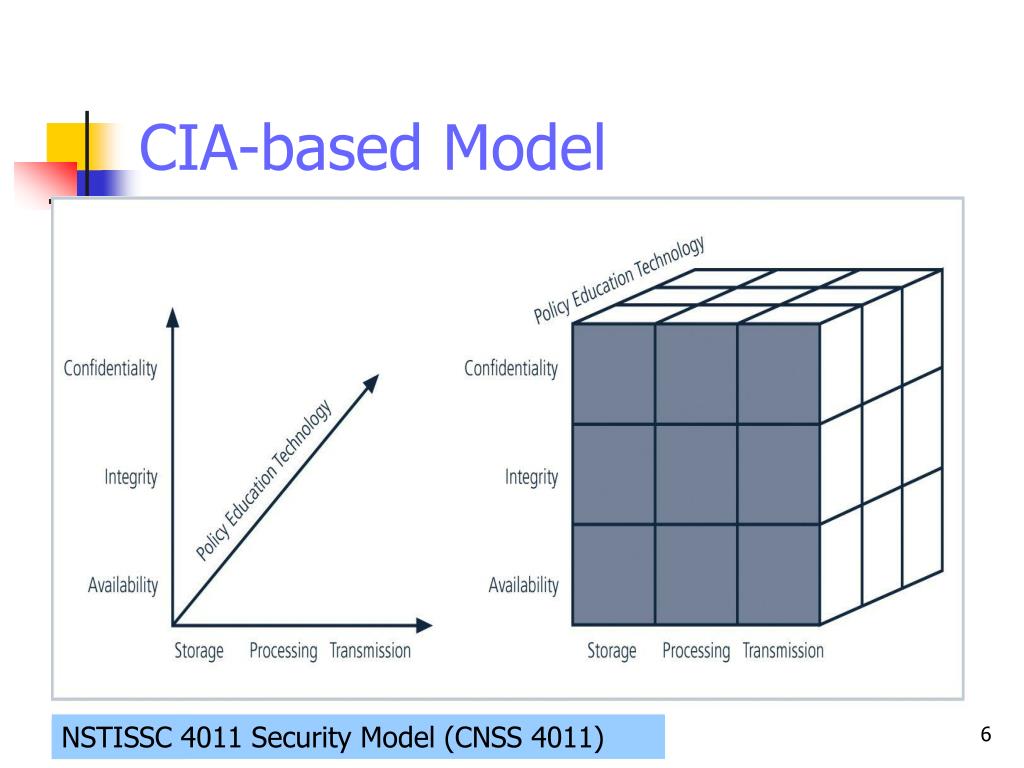 CIA-based Model
Policy Education Technology
Confidentiality
Integrity
Availability
Storage Processing Transmission
Policy Education Technology
Confidentiality
Integrity
Availability
Storage Processing Transmission
NSTISSC 4011 Security Model (CNSS 4011)
6